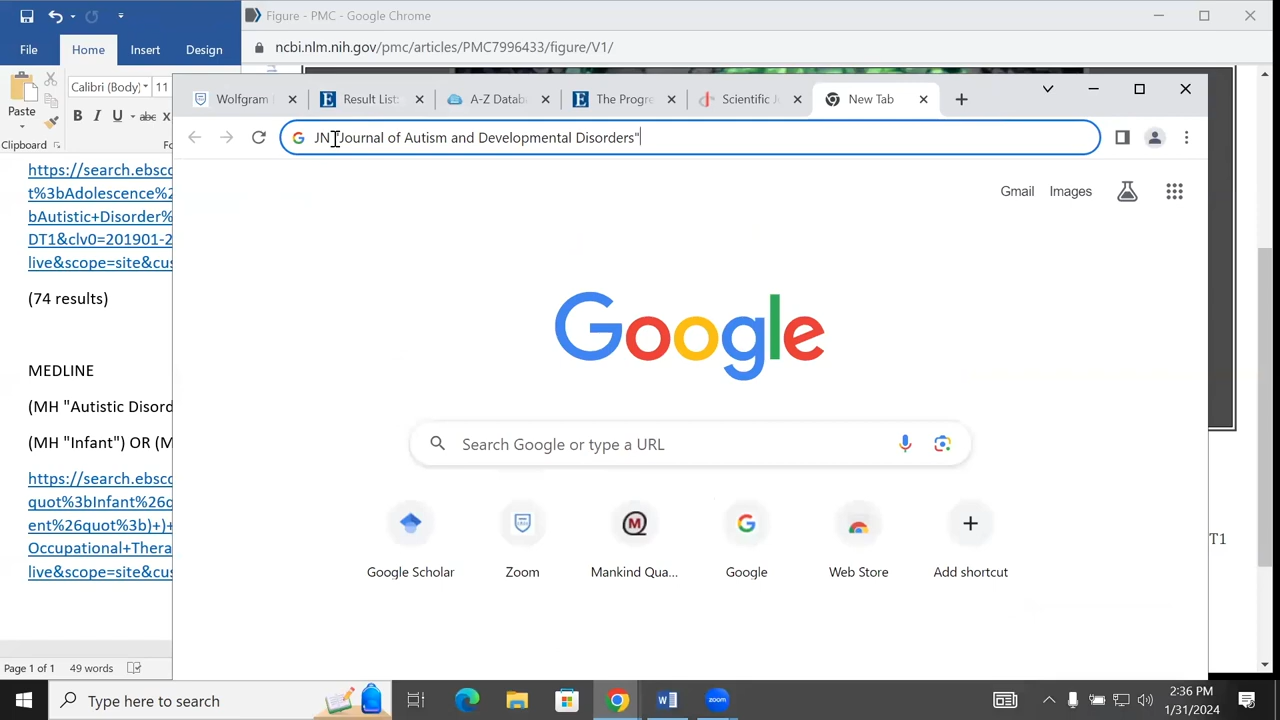 Figure - PMC - Google Chrome
File
Home
Insert
Design
ncbi.nlm.nih.gov/pmc/articles/PMC7996433/figure/V1/
Paste
Calibri (Body)
11
B I U abc
Clipboard
Wolfgram
Result List:
A-Z Datab
The Progre
Scientific J
New Tab
JN "Journal of Autism and Developmental Disorders"
Gmail
Images
Google
Search Google or type a URL
Google Scholar
Zoom
Mankind Qua...
Google
Web Store
Add shortcut
https://search.ebsco
t%3bAdolescence%2
bAutistic+Disorder%
DT1&clv0=201901-2
live&scope=site&cus
(74 results)
MEDLINE
(MH "Autistic Disord
(MH "Infant") OR (M
https://search.ebsco
quot%3bInfant%26q
ent%26quot%3b)+)+
Occupational+Thera
live&scope=site&cus
T1
Page 1 of 1
49 words
Type here to search
zoom
2:36 PM
1/31/2024